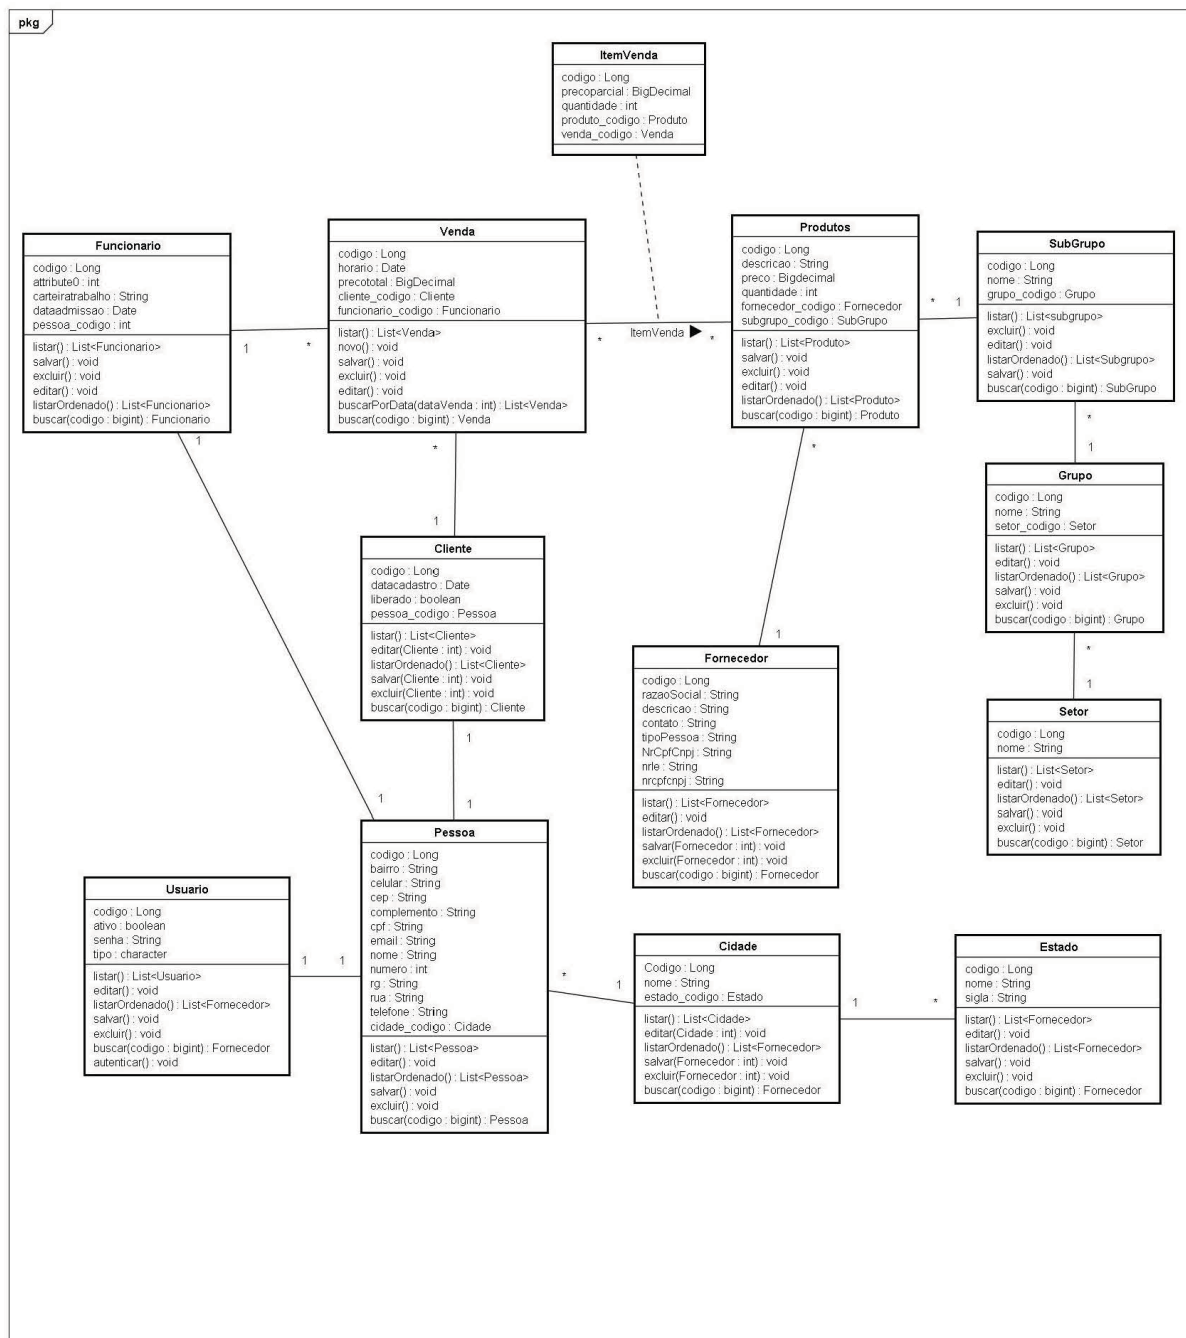 pkg
ItemVenda
codigo : Long
precoparcial : BigDecimal
quantidade : int
produto_codigo : Produto
venda_codigo : Venda
Funcionario
codigo : Long
attribute0 : int
carteiratrabalho : String
dataadmissao : Date
pessoa_codigo : int
listar() : List<Funcionario>
salvar() : void
excluir() : void
editar() : void
listarOrdenado() : List<Funcionario>
buscar(codigo : bigint) : Funcionario
1
*
Venda
codigo : Long
horario : Date
precototal : BigDecimal
cliente_codigo : Cliente
funcionario_codigo : Funcionario
listar() : List<Venda>
novo() : void
salvar() : void
excluir() : void
editar() : void
buscarPorData(dataVenda : int) : List<Venda>
buscar(codigo : bigint) : Venda
*
ItemVenda ▶
*
Produtos
codigo : Long
descricao : String
preco : Bigdecimal
quantidade : int
fornecedor_codigo : Fornecedor
subgrupo_codigo : SubGrupo
listar() : List<Produto>
salvar() : void
excluir() : void
editar() : void
listarOrdenado() : List<Produto>
buscar(codigo : bigint) : Produto
*
1
SubGrupo
codigo : Long
nome : String
grupo_codigo : Grupo
listar() : List<subgrupo>
excluir() : void
editar() : void
listarOrdenado() : List<Subgrupo>
salvar() : void
buscar(codigo : bigint) : SubGrupo
1
*
*
*
1
1
Cliente
codigo : Long
datacadastro : Date
liberado : boolean
pessoa_codigo : Pessoa
listar() : List<Cliente>
editar(Cliente : int) : void
listarOrdenado() : List<Cliente>
salvar(Cliente : int) : void
excluir(Cliente : int) : void
buscar(codigo : bigint) : Cliente
Grupo
codigo : Long
nome : String
setor_codigo : Setor
listar() : List<Grupo>
editar() : void
listarOrdenado() : List<Grupo>
salvar() : void
excluir() : void
buscar(codigo : bigint) : Grupo
1
*
1
Fornecedor
codigo : Long
razaoSocial : String
descricao : String
contato : String
tipoPessoa : String
NrCpfCnpj : String
nrIe : String
nrcpfcnpj : String
listar() : List<Fornecedor>
editar() : void
listarOrdenado() : List<Fornecedor>
salvar(Fornecedor : int) : void
excluir(Fornecedor : int) : void
buscar(codigo : bigint) : Fornecedor
Setor
codigo : Long
nome : String
listar() : List<Setor>
editar() : void
listarOrdenado() : List<Setor>
salvar() : void
excluir() : void
buscar(codigo : bigint) : Setor
1
1
1
Pessoa
codigo : Long
bairro : String
celular : String
cep : String
complemento : String
cpf : String
email : String
nome : String
numero : int
rg : String
rua : String
telefone : String
cidade_codigo : Cidade
listar() : List<Pessoa>
editar() : void
listarOrdenado() : List<Pessoa>
salvar() : void
excluir() : void
buscar(codigo : bigint) : Pessoa
Usuario
codigo : Long
ativo : boolean
senha : String
tipo : character
listar() : List<Usuario>
editar() : void
listarOrdenado() : List<Fornecedor>
salvar() : void
excluir() : void
buscar(codigo : bigint) : Fornecedor
autenticar() : void
1
1
*
1
Cidade
Codigo : Long
nome : String
estado_codigo : Estado
listar() : List<Cidade>
editar(Cidade : int) : void
listarOrdenado() : List<Fornecedor>
salvar(Fornecedor : int) : void
excluir(Fornecedor : int) : void
buscar(codigo : bigint) : Fornecedor
1
*
Estado
codigo : Long
nome : String
sigla : String
listar() : List<Fornecedor>
editar() : void
listarOrdenado() : List<Fornecedor>
salvar() : void
excluir() : void
buscar(codigo : bigint) : Fornecedor